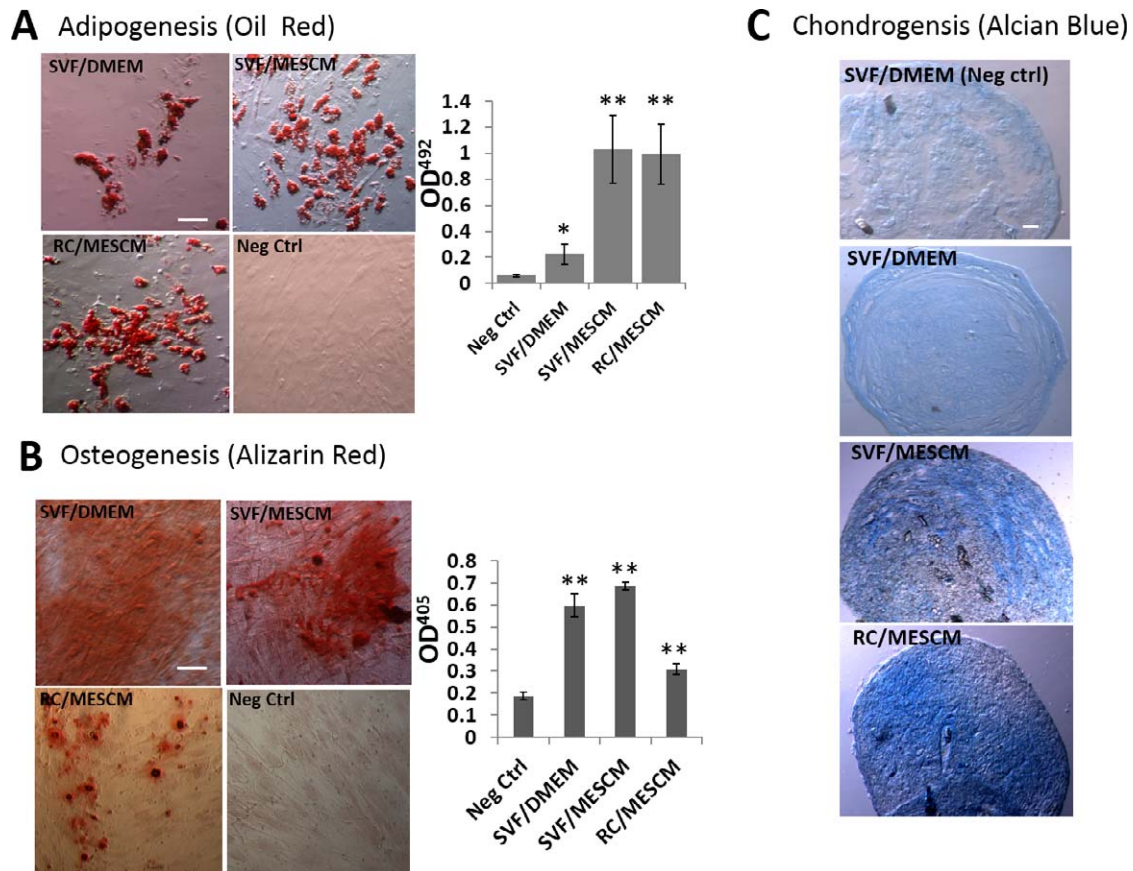 A Adipogenesis (Oil Red)
SVF/DMEM
SVF/MESCM
RC/MESCM
Neg Ctrl
OD492
1.4
1.2
1
0.8
0.6
0.4
0.2
0
*
**
**
Neg Ctrl
SVF/DMEM
SVF/MESCM
RC/MESCM
B Osteogenesis (Alizarin Red)
SVF/DMEM
SVF/MESCM
RC/MESCM
Neg Ctrl
OD405
0.8
0.7
0.6
0.5
0.4
0.3
0.2
0.1
0
**
**
**
Neg Ctrl
SVF/DMEM
SVF/MESCM
RC/MESCM
C Chondrogensis (Alcian Blue)
SVF/DMEM (Neg ctrl)
SVF/DMEM
SVF/MESCM
RC/MESCM